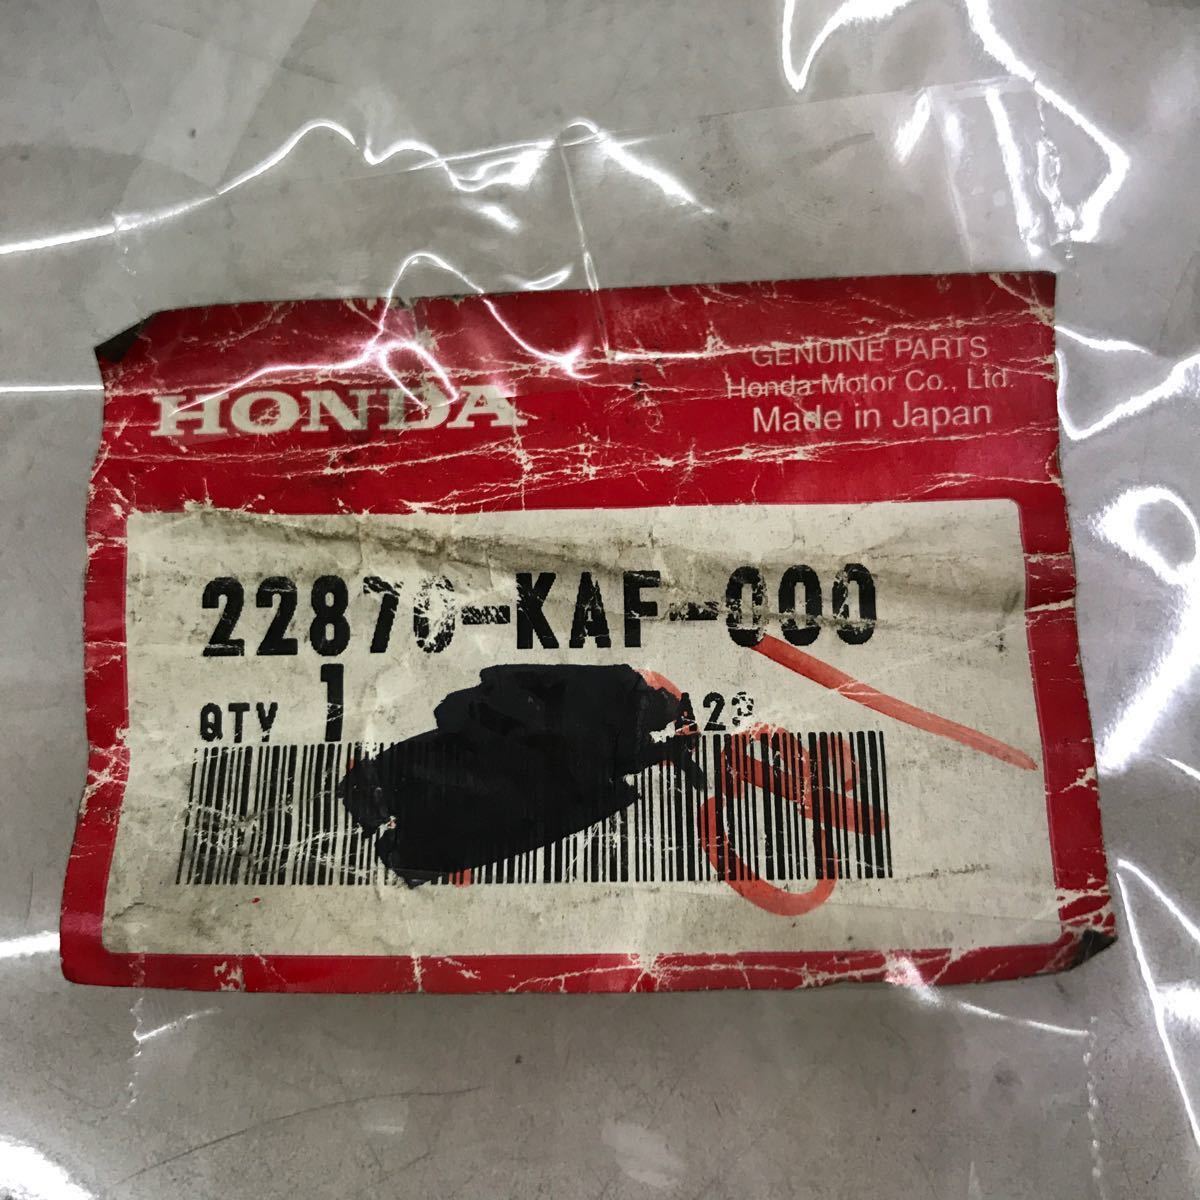 HONDA
GENUINE PARTS
Honda Motor Co., Ltd.
Made in Japan
22870-KAF-000
QTY 1